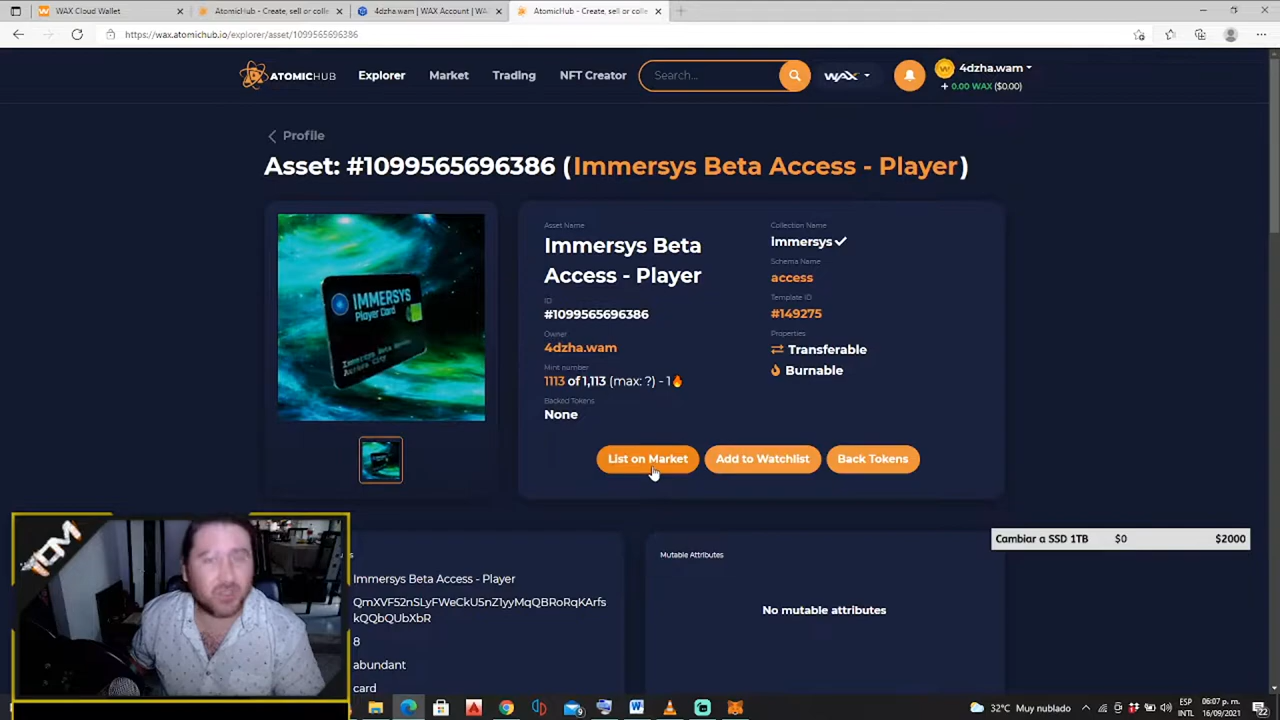 WAX Cloud Wallet
AtomicHub - Create, sell or colle
4dzha.wam | WAX Account | WA
AtomicHub - Create, sell or colle
https://wax.atomichub.io/explorer/asset/1099565696386
ATOMICHUB
Explorer
Market
Trading
NFT Creator
Search...
WAX
4dzha.wam
+ 0.00 WAX ($0.00)
Profile
Asset: #1099565696386 (Immersys Beta Access - Player)
IMMERSYS
Player Card
Immersys Beta Access
Asset Name
Immersys Beta
Access - Player
ID
#1099565696386
Owner
4dzha.wam
Mint number
1113 of 1,113 (max: ?) - 1
Backed Tokens
None
Collection Name
Immersys
Schema Name
access
Template ID
#149275
Properties
Transferable
Burnable
List on Market
Add to Watchlist
Back Tokens
Cambiar a SSD 1TB $0 $2000
Mutable Attributes
No mutable attributes
Immersys Beta Access - Player
QmXVF52nSLyFWeCkU5nZ1yyMqQBRoRqKArfs
kQQbQUbXbR
8
abundant
card
32°C Muy nublado
ESP
INTL
06:07 p. m.
16/09/2021
22